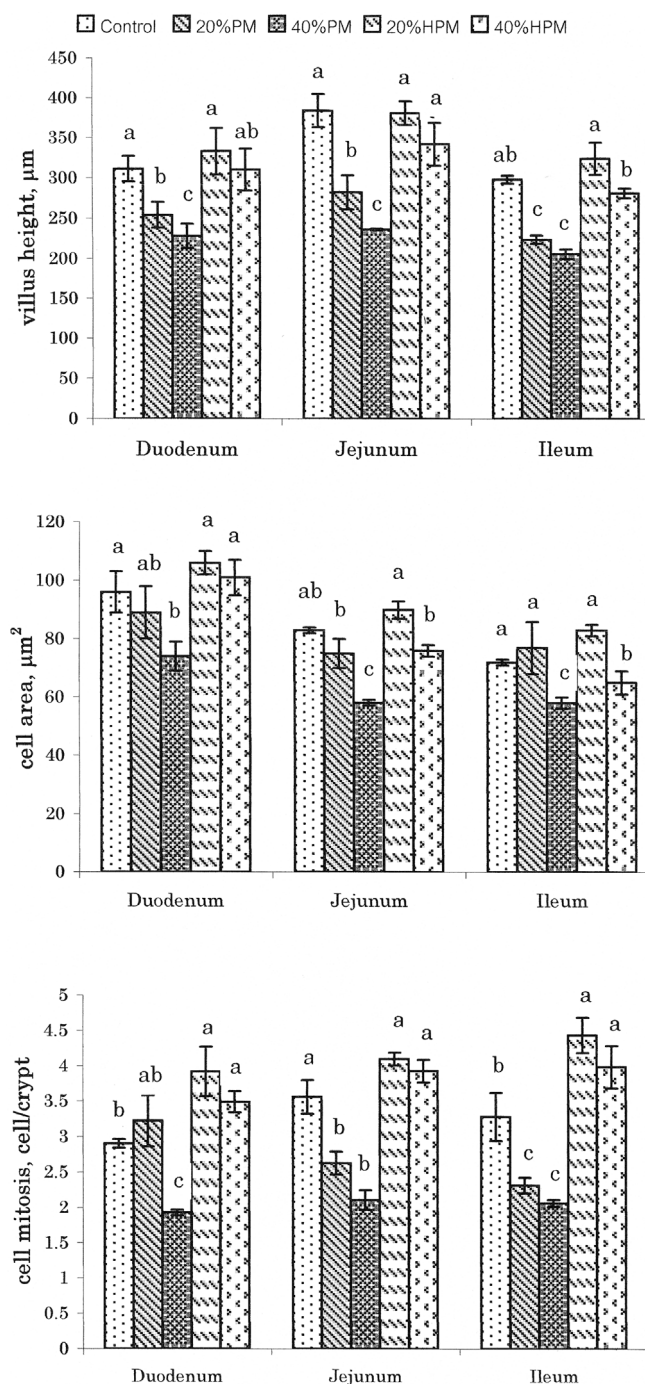 Control 20%PM 40%PM 20%HPM 40%HPM
450
400
350
300
250
200
150
100
50
0
villus height, μm
a b c a ab
a b c a a
ab c c a b
Duodenum Jejunum Ileum
120
100
80
60
40
20
0
cell area, μm²
a ab b a a
ab b c a b
a a c a b
Duodenum Jejunum Ileum
5
4.5
4
3.5
3
2.5
2
1.5
1
0.5
0
cell mitosis, cell/crypt
b ab c a a
a b b a a
b c c a a
Duodenum Jejunum Ileum